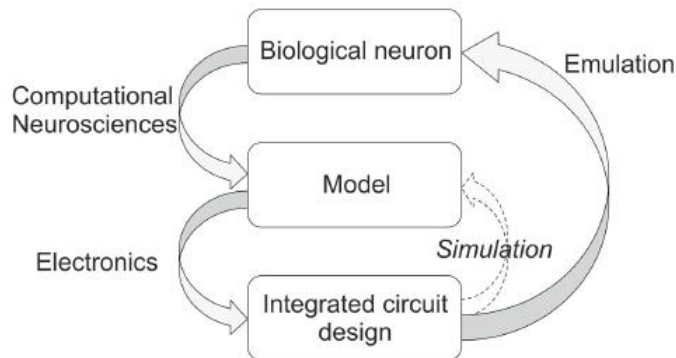 Biological neuron
Emulation
Computational
Neurosciences
Model
Simulation
Electronics
Integrated circuit
design